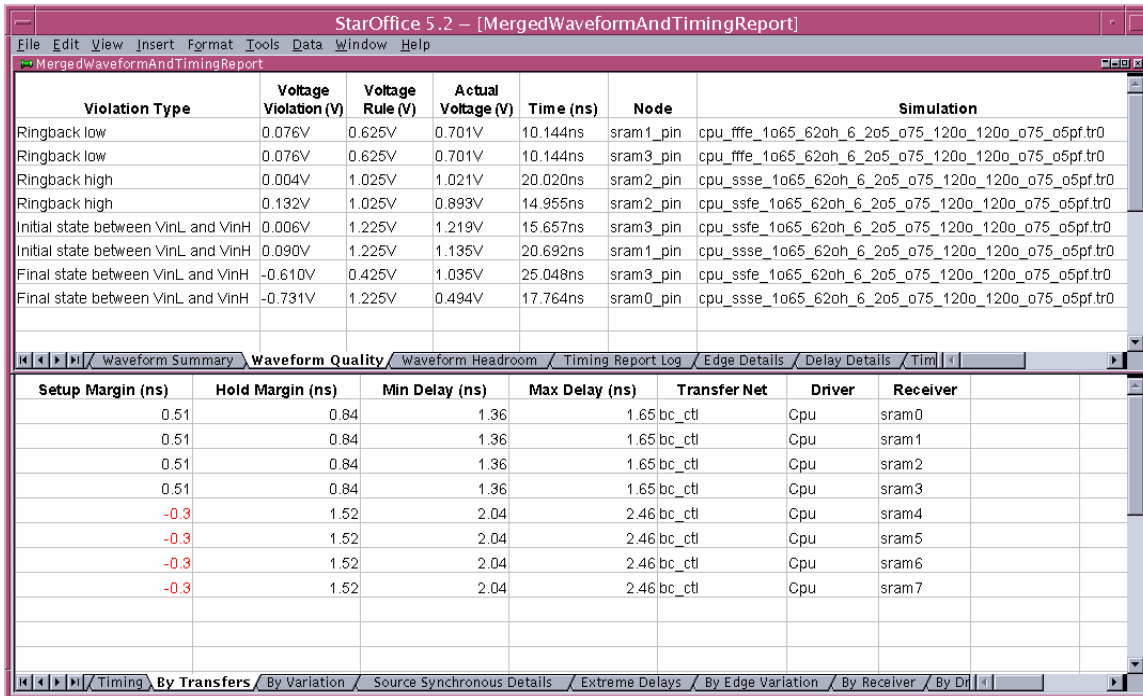 StarOffice 5.2 – [MergedWaveformAndTimingReport]
File Edit View Insert Format Tools Data Window Help
MergedWaveformAndTimingReport
Violation Type Voltage Violation (V) Voltage Rule (V) Actual Voltage (V) Time (ns) Node Simulation
Ringback low 0.076V 0.625V 0.701V 10.144ns sram1_pin cpu_fffe_1o65_62oh_6_2o5_o75_120o_120o_o75_o5pf.tr0
Ringback low 0.076V 0.625V 0.701V 10.144ns sram3_pin cpu_fffe_1o65_62oh_6_2o5_o75_120o_120o_o75_o5pf.tr0
Ringback high 0.004V 1.025V 1.021V 20.020ns sram2_pin cpu_ssse_1o65_62oh_6_2o5_o75_120o_120o_o75_o5pf.tr0
Ringback high 0.132V 1.025V 0.893V 14.955ns sram2_pin cpu_ssfe_1o65_62oh_6_2o5_o75_120o_120o_o75_o5pf.tr0
Initial state between VinL and VinH 0.006V 1.225V 1.219V 15.657ns sram3_pin cpu_ssfe_1o65_62oh_6_2o5_o75_120o_120o_o75_o5pf.tr0
Initial state between VinL and VinH 0.090V 1.225V 1.135V 20.692ns sram1_pin cpu_ssse_1o65_62oh_6_2o5_o75_120o_120o_o75_o5pf.tr0
Final state between VinL and VinH -0.610V 0.425V 1.035V 25.048ns sram3_pin cpu_ssfe_1o65_62oh_6_2o5_o75_120o_120o_o75_o5pf.tr0
Final state between VinL and VinH -0.731V 1.225V 0.494V 17.764ns sram0_pin cpu_ssse_1o65_62oh_6_2o5_o75_120o_120o_o75_o5pf.tr0
Waveform Summary Waveform Quality Waveform Headroom Timing Report Log Edge Details Delay Details Tim
Setup Margin (ns) Hold Margin (ns) Min Delay (ns) Max Delay (ns) Transfer Net Driver Receiver
0.51 0.84 1.36 1.65 bc_ctl Cpu sram0
0.51 0.84 1.36 1.65 bc_ctl Cpu sram1
0.51 0.84 1.36 1.65 bc_ctl Cpu sram2
0.51 0.84 1.36 1.65 bc_ctl Cpu sram3
-0.3 1.52 2.04 2.46 bc_ctl Cpu sram4
-0.3 1.52 2.04 2.46 bc_ctl Cpu sram5
-0.3 1.52 2.04 2.46 bc_ctl Cpu sram6
-0.3 1.52 2.04 2.46 bc_ctl Cpu sram7
Timing By Transfers By Variation Source Synchronous Details Extreme Delays By Edge Variation By Receiver By Dr